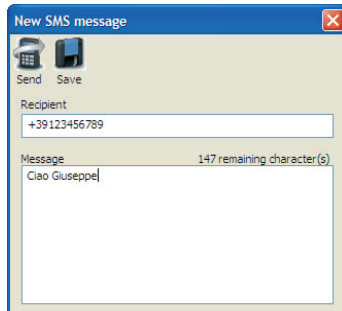 New SMS message
Send Save
Recipient
+39123456789
Message 147 remaining character(s)
Ciao Giuseppe